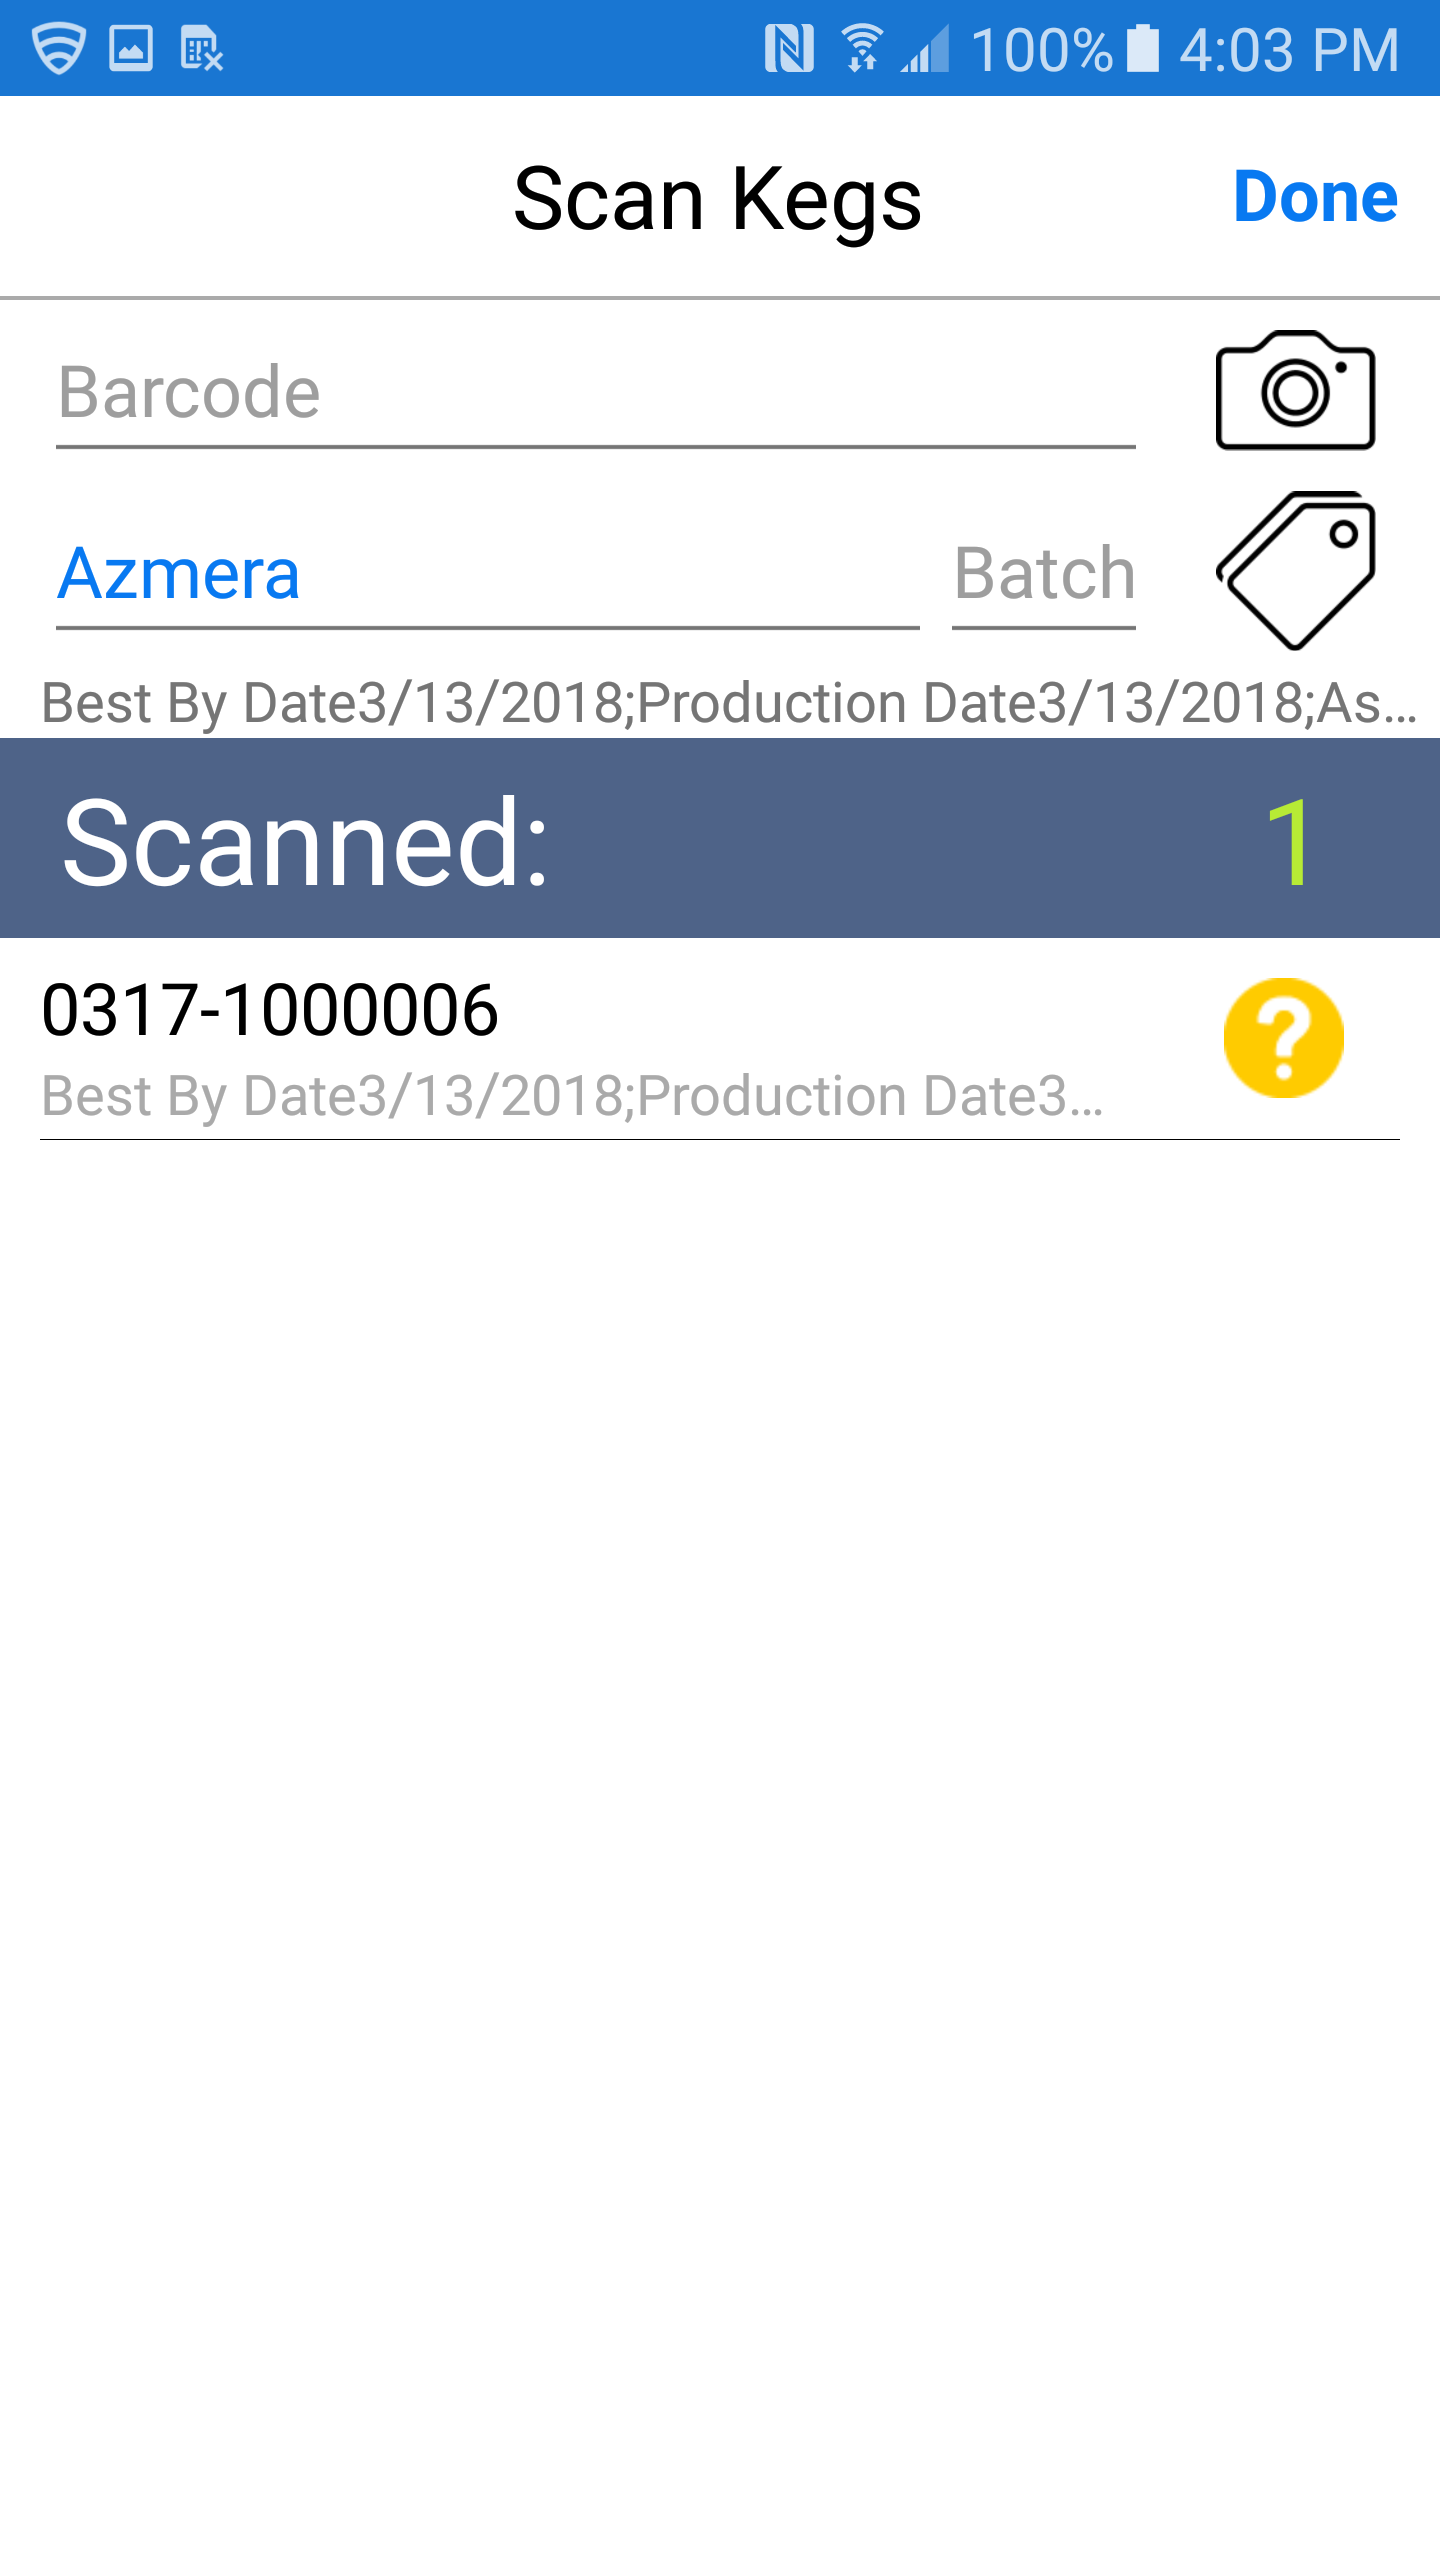 100% 4:03 PM
Scan Kegs Done
Barcode
Azmera Batch
Best By Date3/13/2018;Production Date3/13/2018;As...
Scanned: 1
0317-1000006
Best By Date3/13/2018;Production Date3...